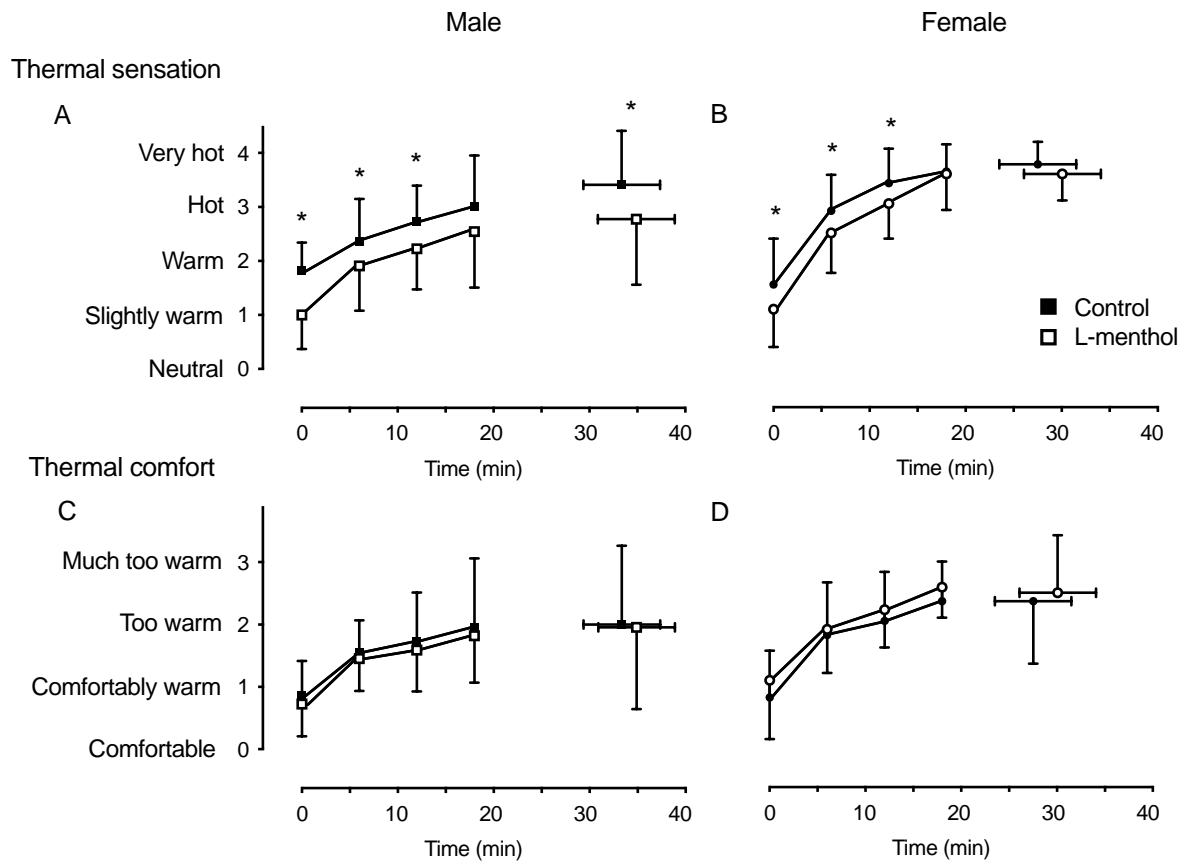 Male
Female
Thermal sensation
A
B
*
*
*
*
*
*
*
Very hot 4
Hot 3
Warm 2
Slightly warm 1
Neutral 0
Control
L-menthol
0 10 20 30 40
Time (min)
0 10 20 30 40
Time (min)
Thermal comfort
C
D
Much too warm 3
Too warm 2
Comfortably warm 1
Comfortable 0
0 10 20 30 40
Time (min)
0 10 20 30 40
Time (min)